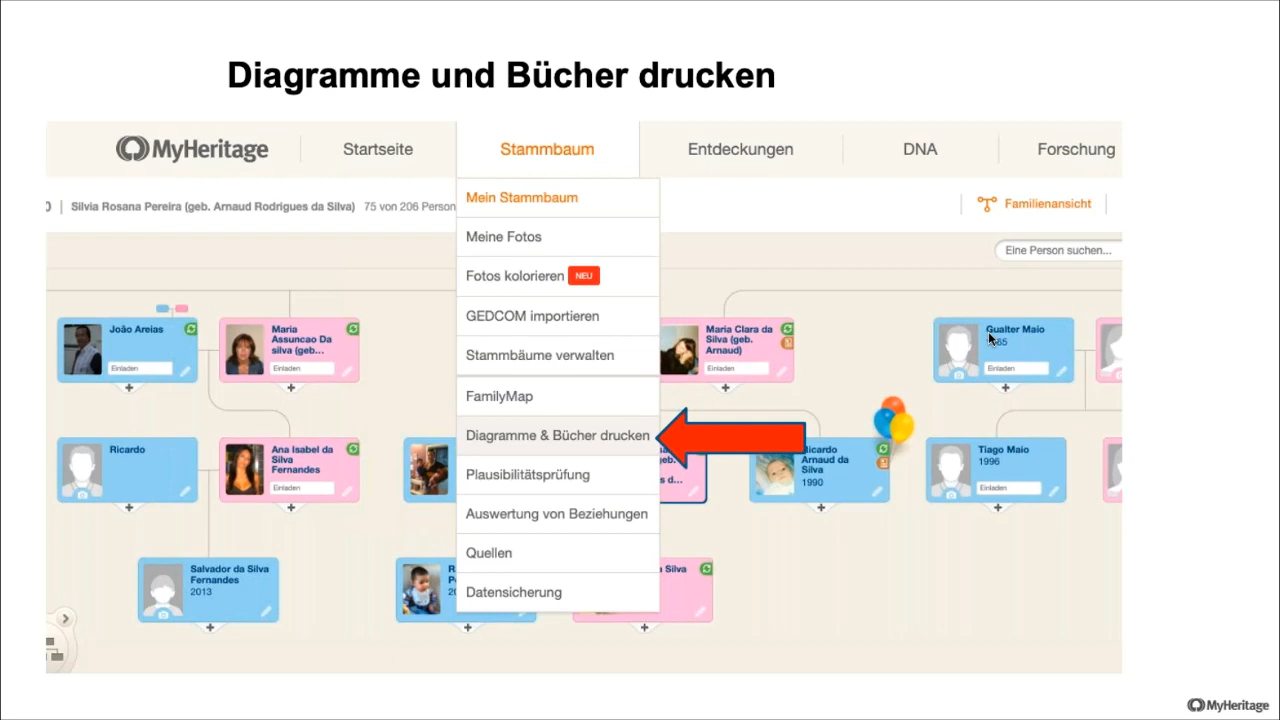 Diagramme und Bücher drucken
MyHeritage
Startseite
Stammbaum
Entdeckungen
DNA
Forschung
Silvia Rosana Pereira (geb. Arnaud Rodrigues da Silva) 75 von 206 Person
Familienansicht
Eine Person suchen...
Mein Stammbaum
Meine Fotos
Fotos kolorieren NEU
GEDCOM importieren
Stammbäume verwalten
FamilyMap
Diagramme & Bücher drucken
Plausibilitätsprüfung
Auswertung von Beziehungen
Quellen
Datensicherung
João Areias
Einladen
Maria
Assuncao Da
silva (geb...
Einladen
Maria Clara da
Silva (geb.
Arnaud)
Einladen
Gualter Maio
Einladen
Ricardo
Ana Isabel da
Silva
Fernandes
Einladen
s d...
Ricardo
Arnaud da
Silva
1990
Tiago Maio
1996
Einladen
Salvador da Silva
Fernandes
2013
Silva
MyHeritage